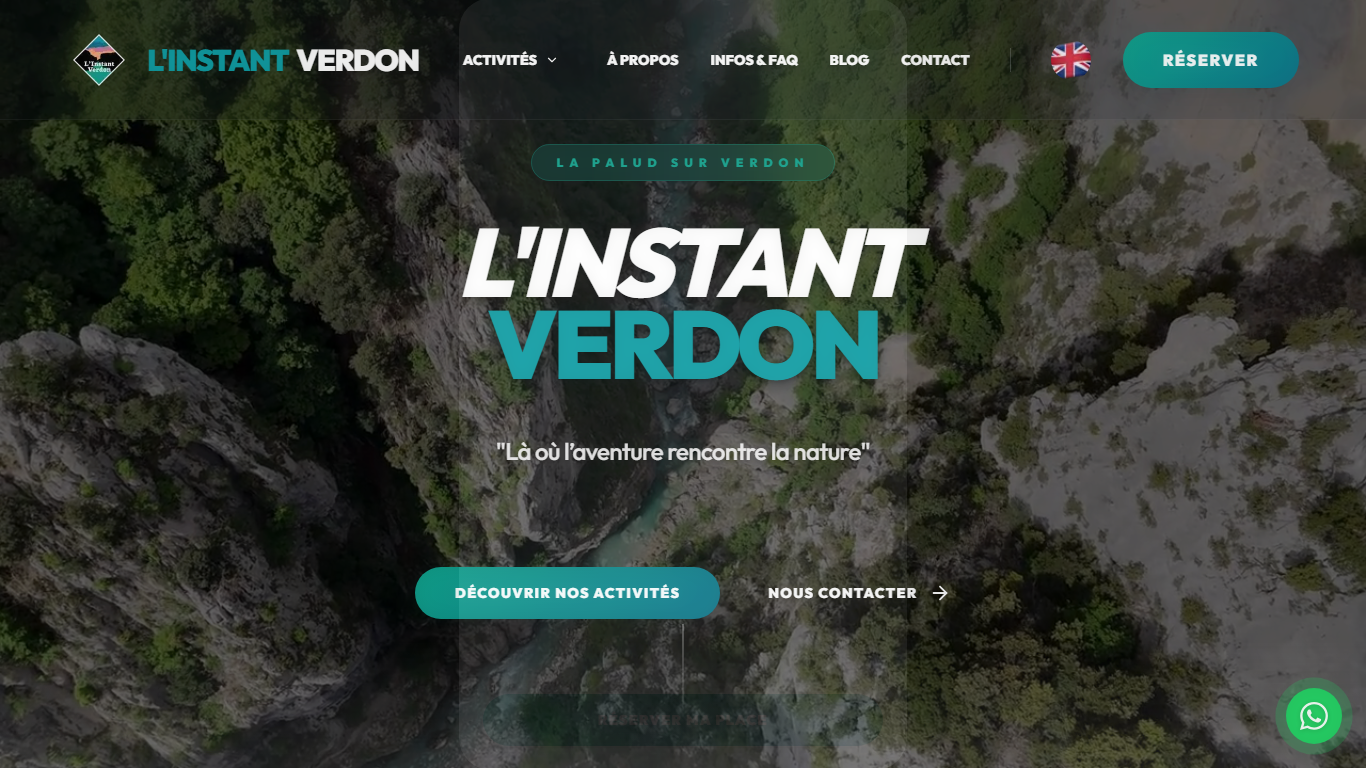 L'Instant
Verdon
L'INSTANT VERDON
ACTIVITÉS
À PROPOS
INFOS & FAQ
BLOG
CONTACT
RÉSERVER
LA PALUD SUR VERDON
L'INSTANT
VERDON
"Là où l’aventure rencontre la nature"
DÉCOUVRIR NOS ACTIVITÉS
NOUS CONTACTER